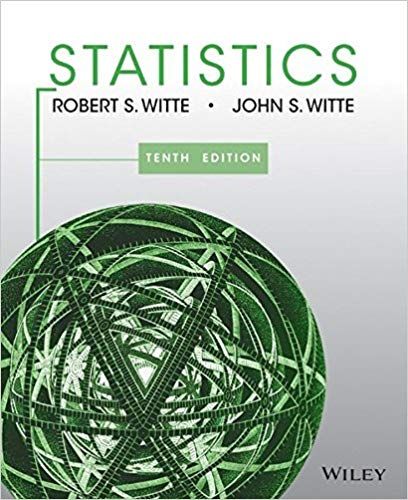 STATISTICS
ROBERT S. WITTE • JOHN S. WITTE
TENTH EDITION
WILEY